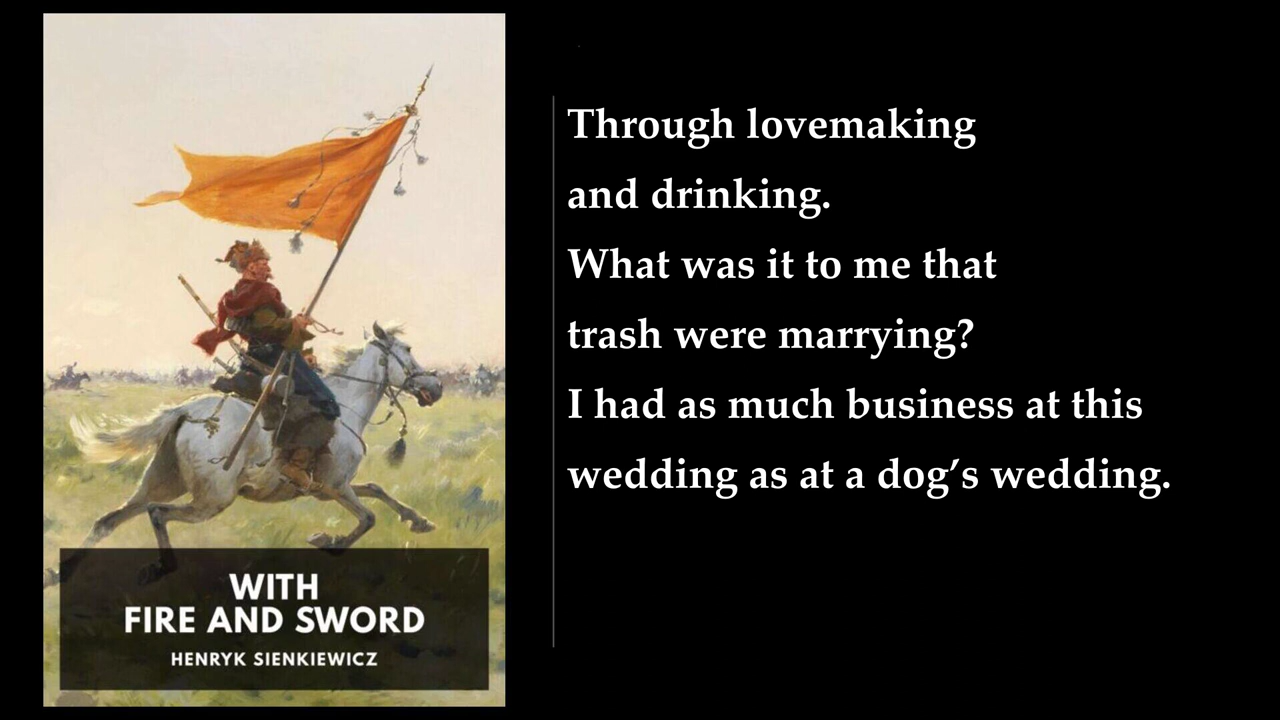 Through lovemaking
and drinking.
What was it to me that
trash were marrying?
I had as much business at this
wedding as at a dog’s wedding.
WITH
FIRE AND SWORD
HENRYK SIENKIEWICZ